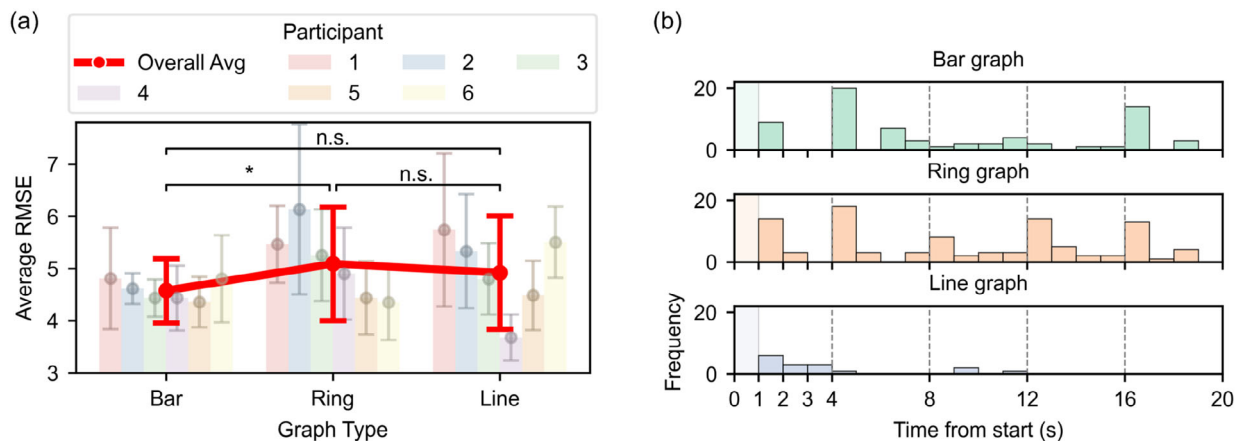 (a)
Participant
Overall Avg 1 2 3
4 5 6
n.s.
* n.s.
7
6
5
4
3
Average RMSE
Bar Ring Line
Graph Type
(b)
Bar graph
20
0
Ring graph
20
0
Line graph
20
0
Frequency
0 1 2 3 4 8 12 16 20
Time from start (s)